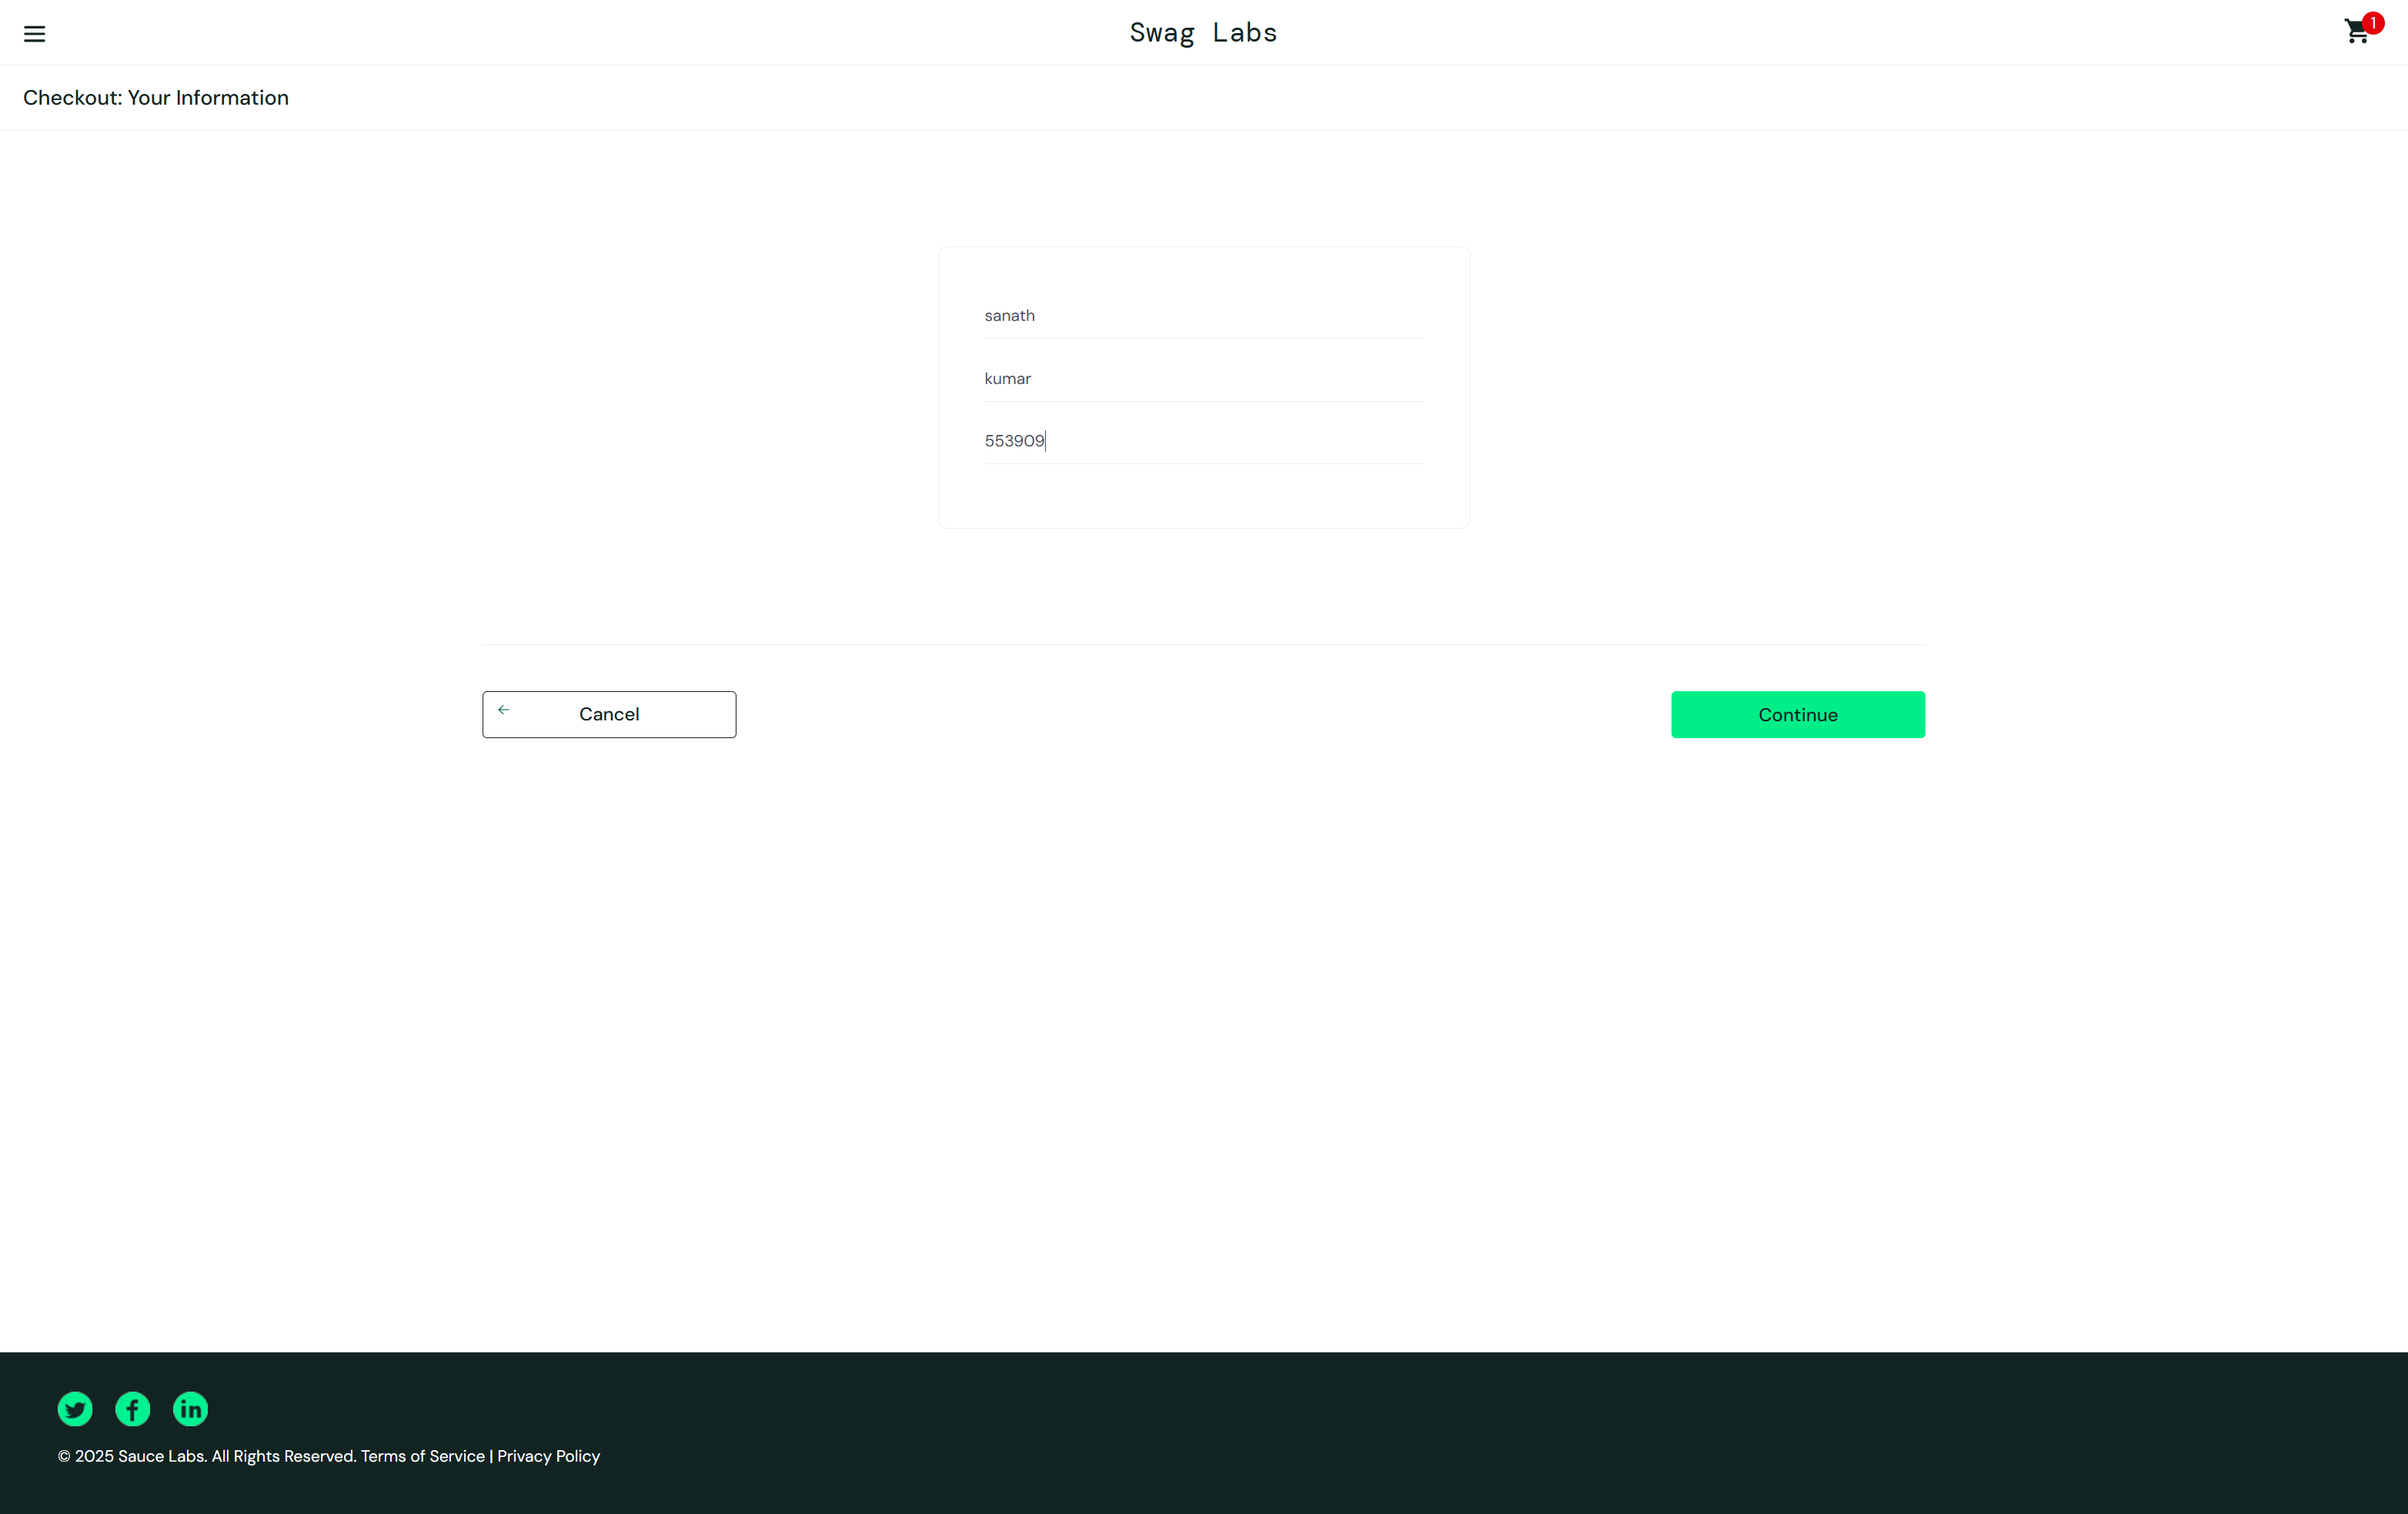 Swag Labs
1
Checkout: Your Information
sanath
kumar
553909
Cancel
Continue
© 2025 Sauce Labs. All Rights Reserved. Terms of Service | Privacy Policy